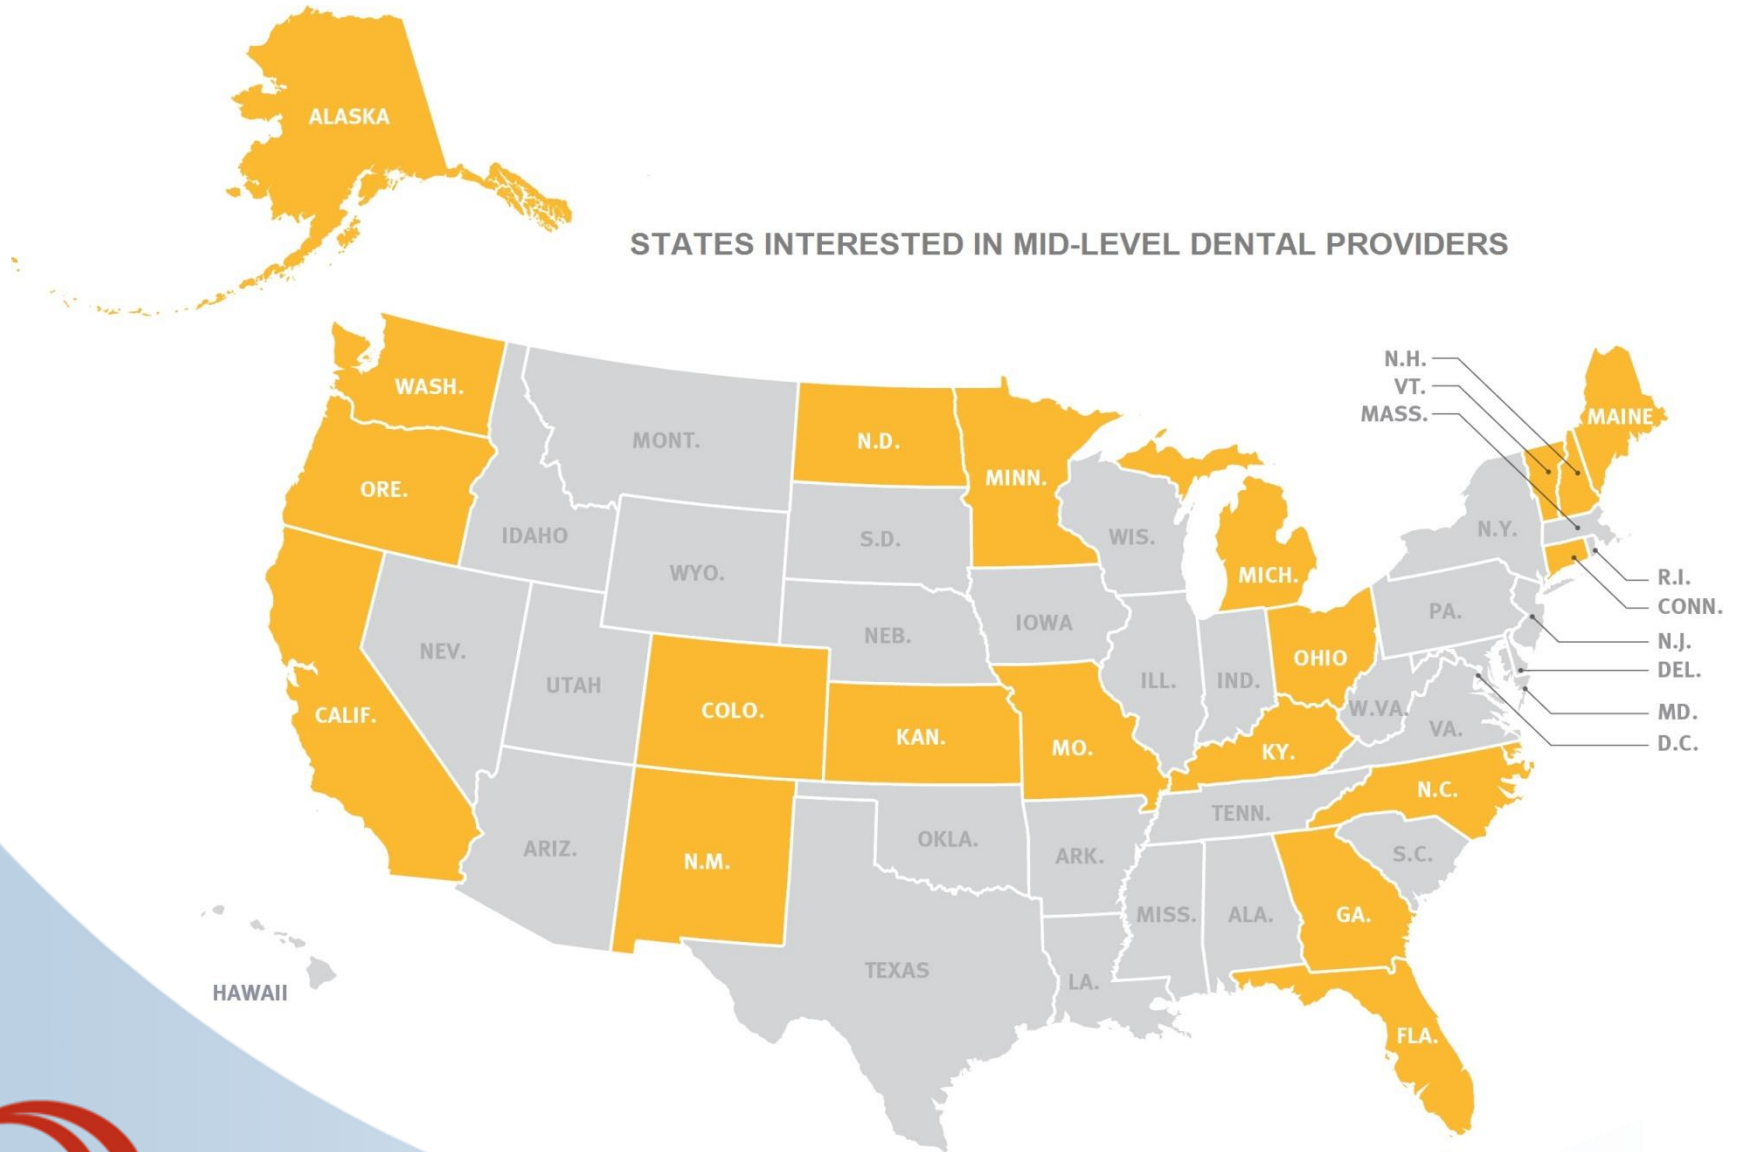 ALASKA
STATES INTERESTED IN MID-LEVEL DENTAL PROVIDERS
N.H.
VT.
MASS.
WASH.
MAINE
MONT.
N.D.
MINN.
ORE.
IDAHO
S.D.
WIS.
N.Y.
WYO.
MICH.
R.I.
CONN.
NEV.
NEB.
IOWA
PA.
N.J.
UTAH
ILL.
IND.
OHIO
DEL.
CALIF.
COLO.
KAN.
MO.
KY.
W.VA.
VA.
MD.
D.C.
ARIZ.
N.M.
OKLA.
ARK.
TENN.
N.C.
S.C.
MISS.
ALA.
GA.
HAWAII
TEXAS
LA.
FLA.